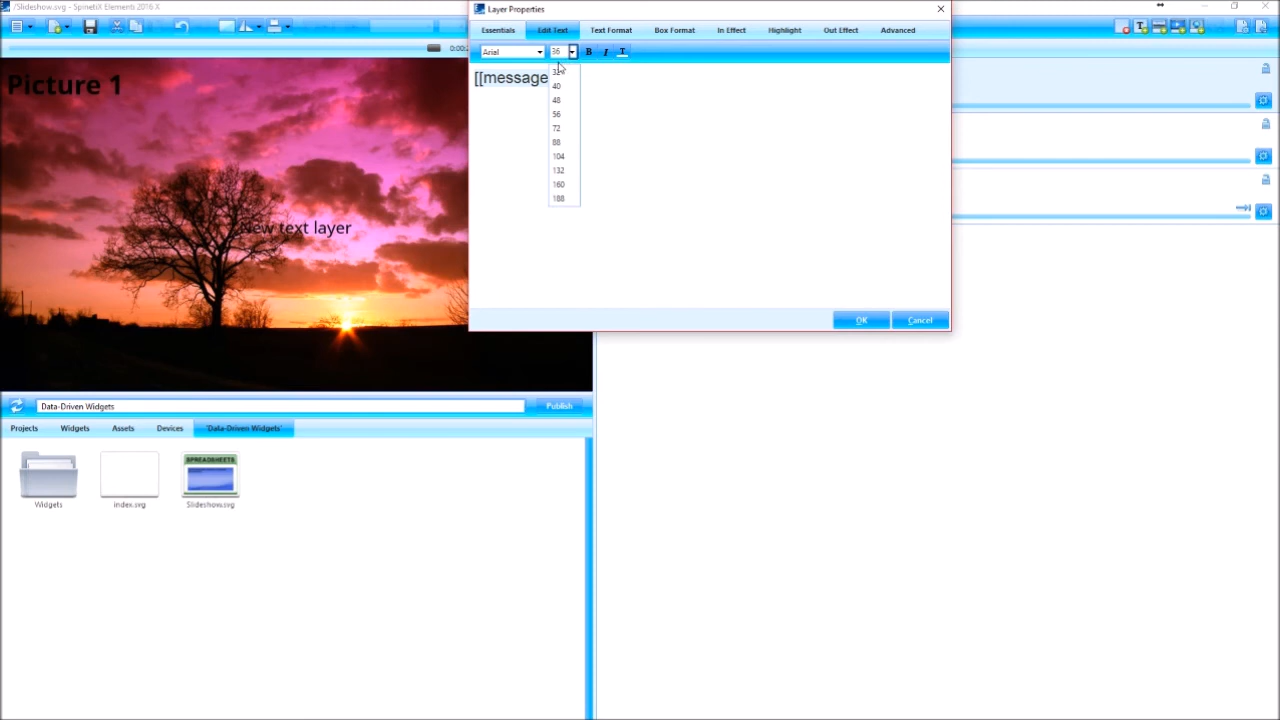 /Slideshow.svg - SpinetiX Elementi 2016 X
Layer Properties
Essentials
Edit Text
Text Format
Box Format
In Effect
Highlight
Out Effect
Advanced
Arial
36
B
I
T
[[message
40
48
56
72
88
104
132
160
188
OK
Cancel
Picture 1
New text layer
Data-Driven Widgets
Publish
Projects
Widgets
Assets
Devices
'Data-Driven Widgets'
SPREADSHEETS
Widgets
index.svg
Slideshow.svg